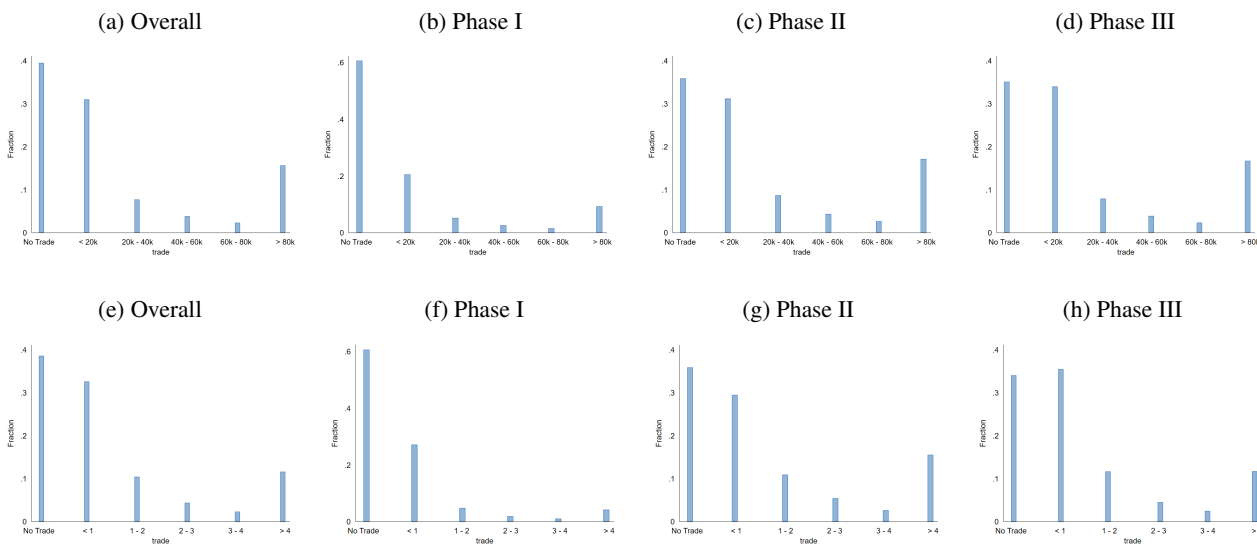 (a) Overall
(b) Phase I
(c) Phase II
(d) Phase III
.4
.3
.2
.1
0
Fraction
No Trade < 20k 20k - 40k 40k - 60k 60k - 80k > 80k
trade
.6
.4
.2
0
Fraction
No Trade < 20k 20k - 40k 40k - 60k 60k - 80k > 80k
trade
.4
.3
.2
.1
0
Fraction
No Trade < 20k 20k - 40k 40k - 60k 60k - 80k > 80k
trade
.4
.3
.2
.1
0
Fraction
No Trade < 20k 20k - 40k 40k - 60k 60k - 80k > 80k
trade
(e) Overall
(f) Phase I
(g) Phase II
(h) Phase III
.4
.3
.2
.1
0
Fraction
No Trade < 1 1 - 2 2 - 3 3 - 4 > 4
trade
.6
.4
.2
0
Fraction
No Trade < 1 1 - 2 2 - 3 3 - 4 > 4
trade
.4
.3
.2
.1
0
Fraction
No Trade < 1 1 - 2 2 - 3 3 - 4 > 4
trade
.4
.3
.2
.1
0
Fraction
No Trade < 1 1 - 2 2 - 3 3 - 4 >
trade